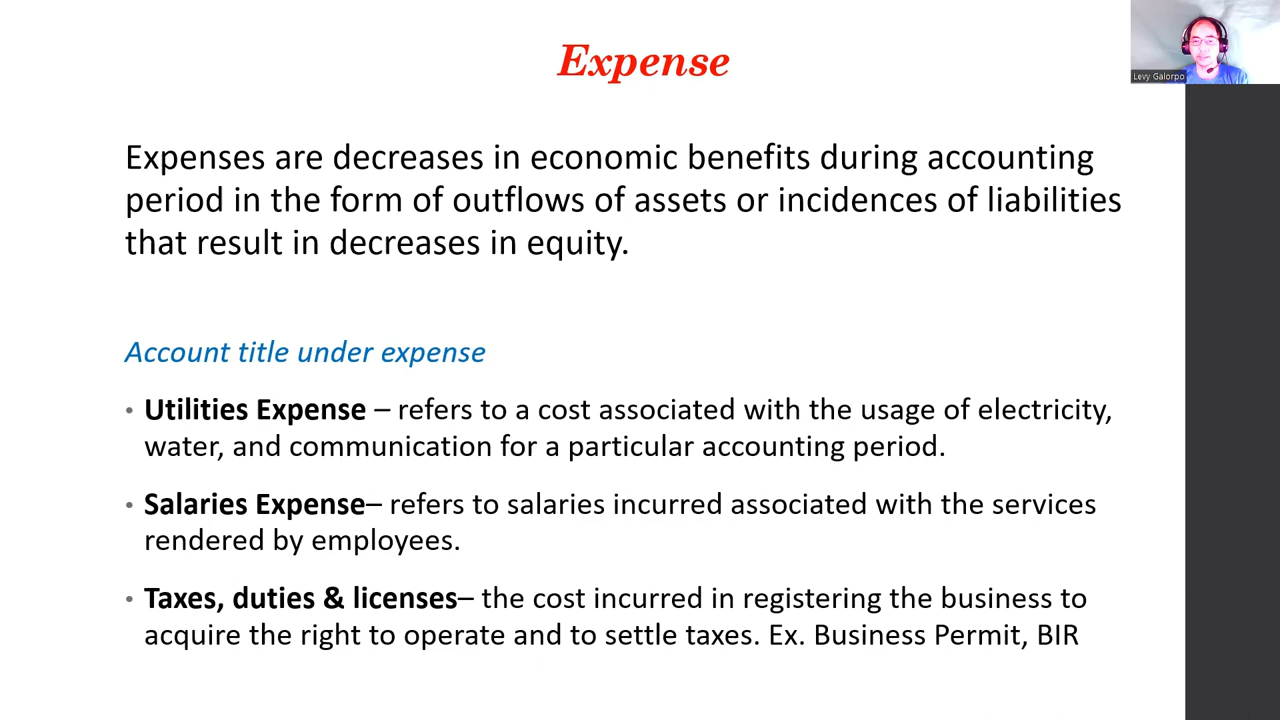 Expense
Levy Galorpo
Expenses are decreases in economic benefits during accounting
period in the form of outflows of assets or incidences of liabilities
that result in decreases in equity.
Account title under expense
• Utilities Expense – refers to a cost associated with the usage of electricity,
water, and communication for a particular accounting period.
• Salaries Expense– refers to salaries incurred associated with the services
rendered by employees.
• Taxes, duties & licenses– the cost incurred in registering the business to
acquire the right to operate and to settle taxes. Ex. Business Permit, BIR